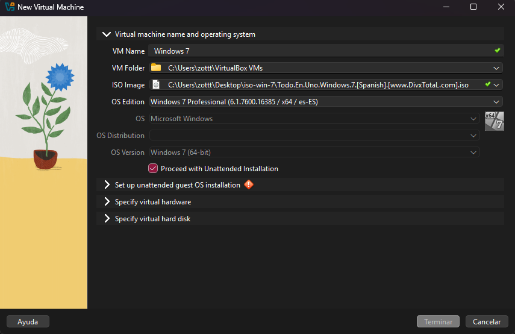 New Virtual Machine
Virtual machine name and operating system
VM Name Windows 7
VM Folder C:\Users\zottt\VirtualBox VMs
ISO Image C:\Users\zottt\Desktop\iso-win-7\Todo.En.Uno.Windows.7.[Spanish].[www.DivxTotaL.com].iso
OS Edition Windows 7 Professional (6.1.7600.16385 / x64 / es-ES)
OS Microsoft Windows
OS Distribution
OS Version Windows 7 (64-bit)
Proceed with Unattended Installation
Set up unattended guest OS installation
Specify virtual hardware
Specify virtual hard disk
Ayuda Terminar Cancelar